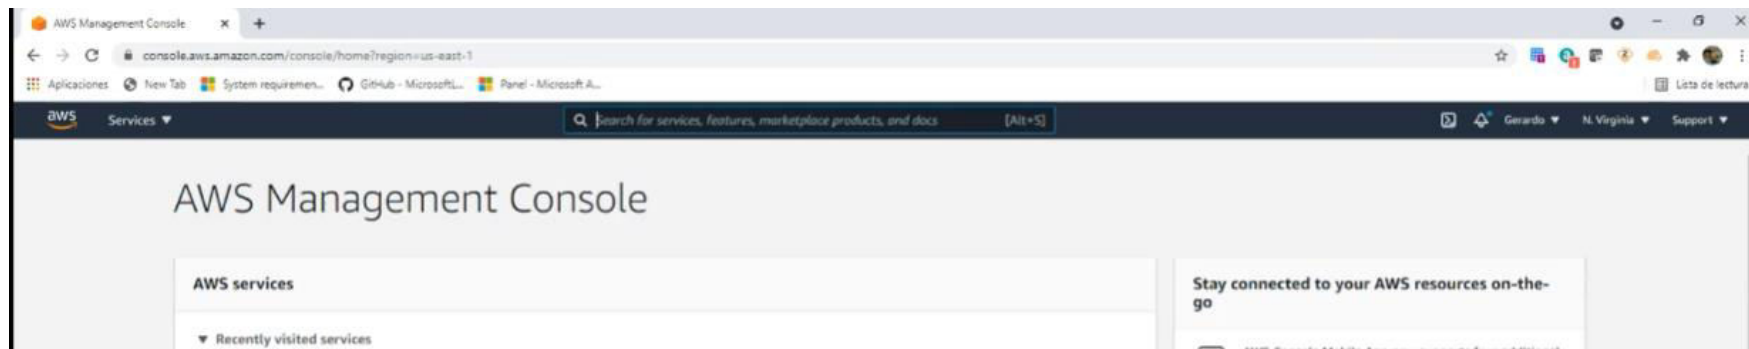 AWS Management Console
console.aws.amazon.com/console/home?region=us-east-1
Aplicaciones New Tab System requiremen... GitHub - MicrosoftL... Panel - Microsoft A...
Lista de lectura
aws Services ▼ Search for services, features, marketplace products, and docs [Alt+S] Gerardo ▼ N. Virginia ▼ Support ▼
AWS Management Console
AWS services
Recently visited services
Stay connected to your AWS resources on-the-
go